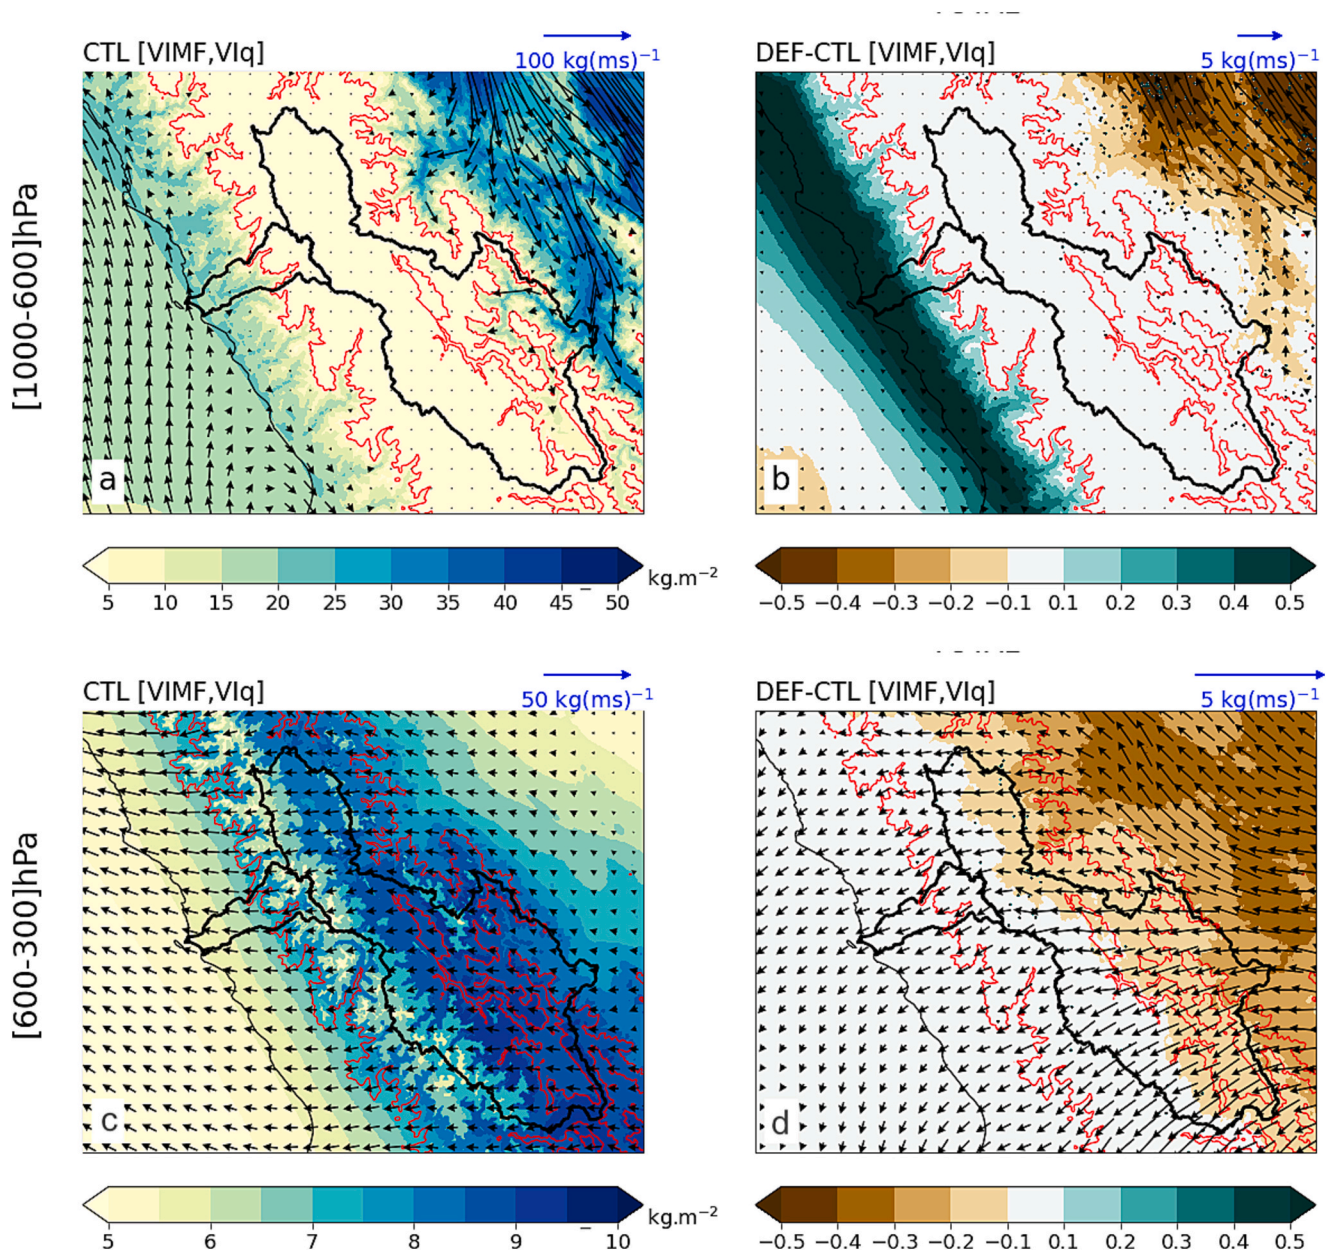 CTL [VIMF,VIq]
100 kg(ms)⁻¹
DEF-CTL [VIMF,VIq]
5 kg(ms)⁻¹
[1000-600]hPa
a
b
5 10 15 20 25 30 35 40 45 50
kg.m⁻²
−0.5 −0.4 −0.3 −0.2 −0.1 0.1 0.2 0.3 0.4 0.5
CTL [VIMF,VIq]
50 kg(ms)⁻¹
DEF-CTL [VIMF,VIq]
5 kg(ms)⁻¹
[600-300]hPa
c
d
5 6 7 8 9 10
kg.m⁻²
−0.5 −0.4 −0.3 −0.2 −0.1 0.1 0.2 0.3 0.4 0.5